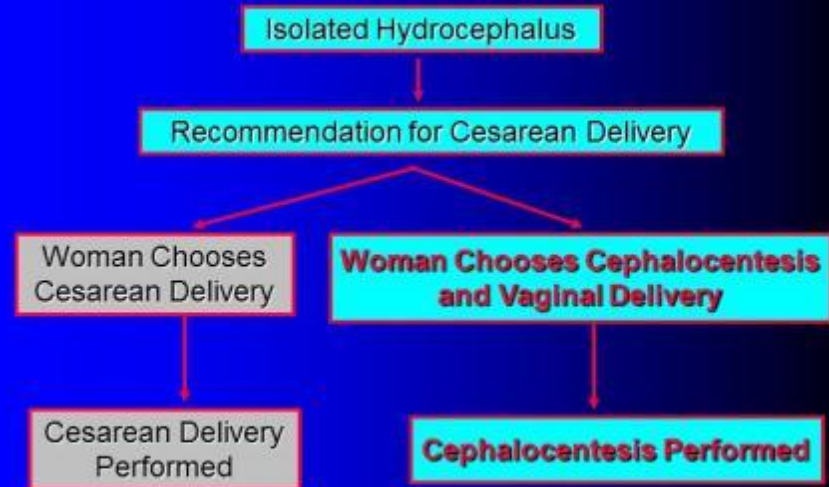 Isolated Hydrocephalus
Recommendation for Cesarean Delivery
Woman Chooses
Cesarean Delivery
Woman Chooses Cephalocentesis
and Vaginal Delivery
Cesarean Delivery
Performed
Cephalocentesis Performed